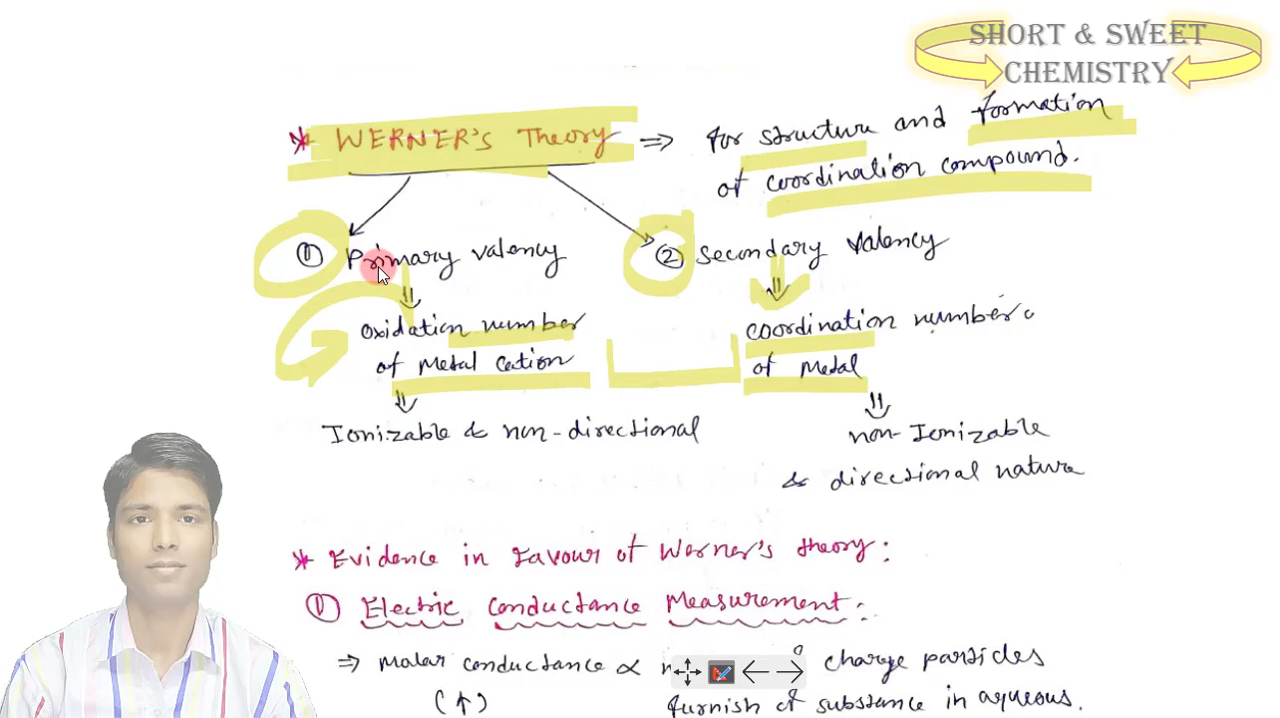 SHORT & SWEET
CHEMISTRY
* WERNER'S Theory ⇒ for structure and formation
of coordination compound.
① Primary valency
② Secondary valency
⇓
oxidation number
of Metal cation
⇓
coordination number
of Metal
⇓
Ionizable & non-directional
⇓
non-Ionizable
& directional nature
* Evidence in favour of Werner's theory:
① Electric conductance Measurement:
⇒ Molar conductance ∝ charge particles
(↑) furnish of substance in aqueous.